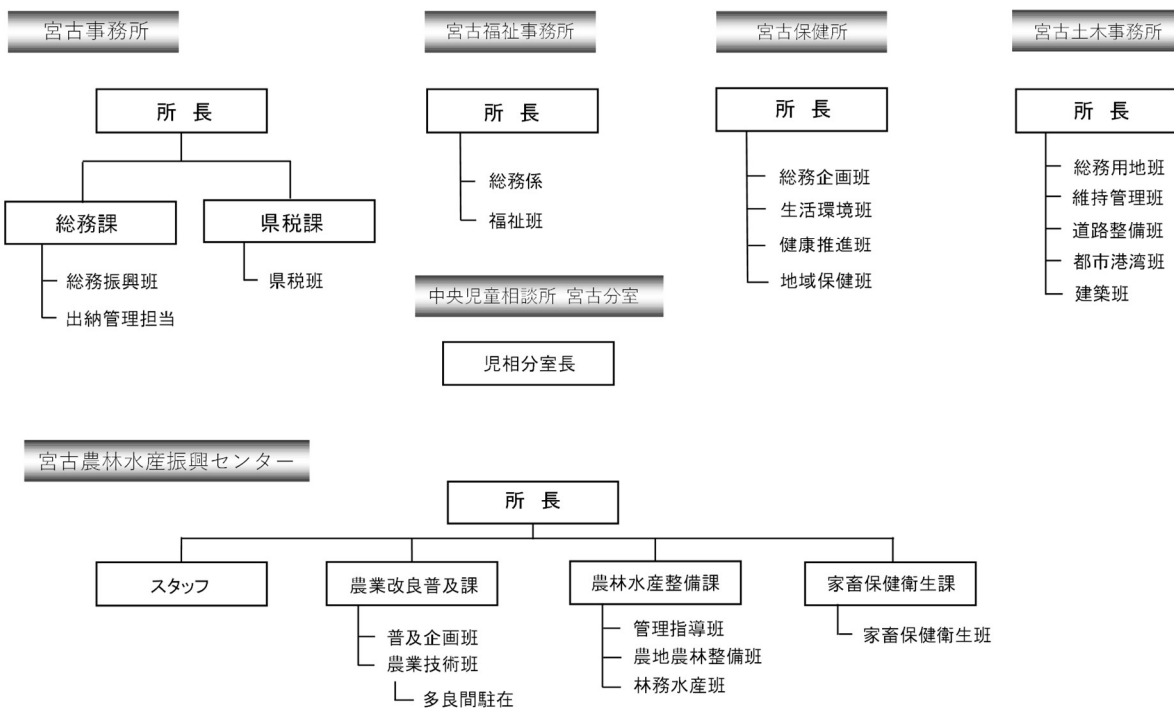 宮古事務所
所 長
総務課
総務振興班
出納管理担当
県税課
県税班
宮古福祉事務所
所 長
総務係
福祉班
中央児童相談所 宮古分室
児相分室長
宮古保健所
所 長
総務企画班
生活環境班
健康推進班
地域保健班
宮古土木事務所
所 長
総務用地班
維持管理班
道路整備班
都市港湾班
建築班
宮古農林水産振興センター
所 長
スタッフ
農業改良普及課
普及企画班
農業技術班
多良間駐在
農林水産整備課
管理指導班
農地農林整備班
林務水産班
家畜保健衛生課
家畜保健衛生班